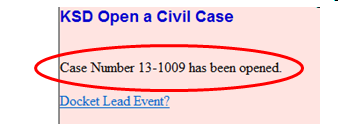 KSD Open a Civil Case
Case Number 13-1009 has been opened.
Docket Lead Event?